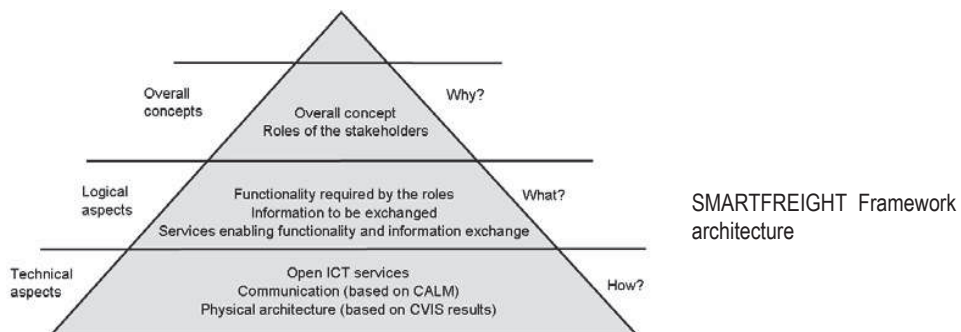 Overall
concepts
Why?
Overall concept
Roles of the stakeholders
Logical
aspects
What?
Functionality required by the roles
Information to be exchanged
Services enabling functionality and information exchange
Technical
aspects
How?
Open ICT services
Communication (based on CALM)
Physical architecture (based on CVIS results)
SMARTFREIGHT Framework
architecture